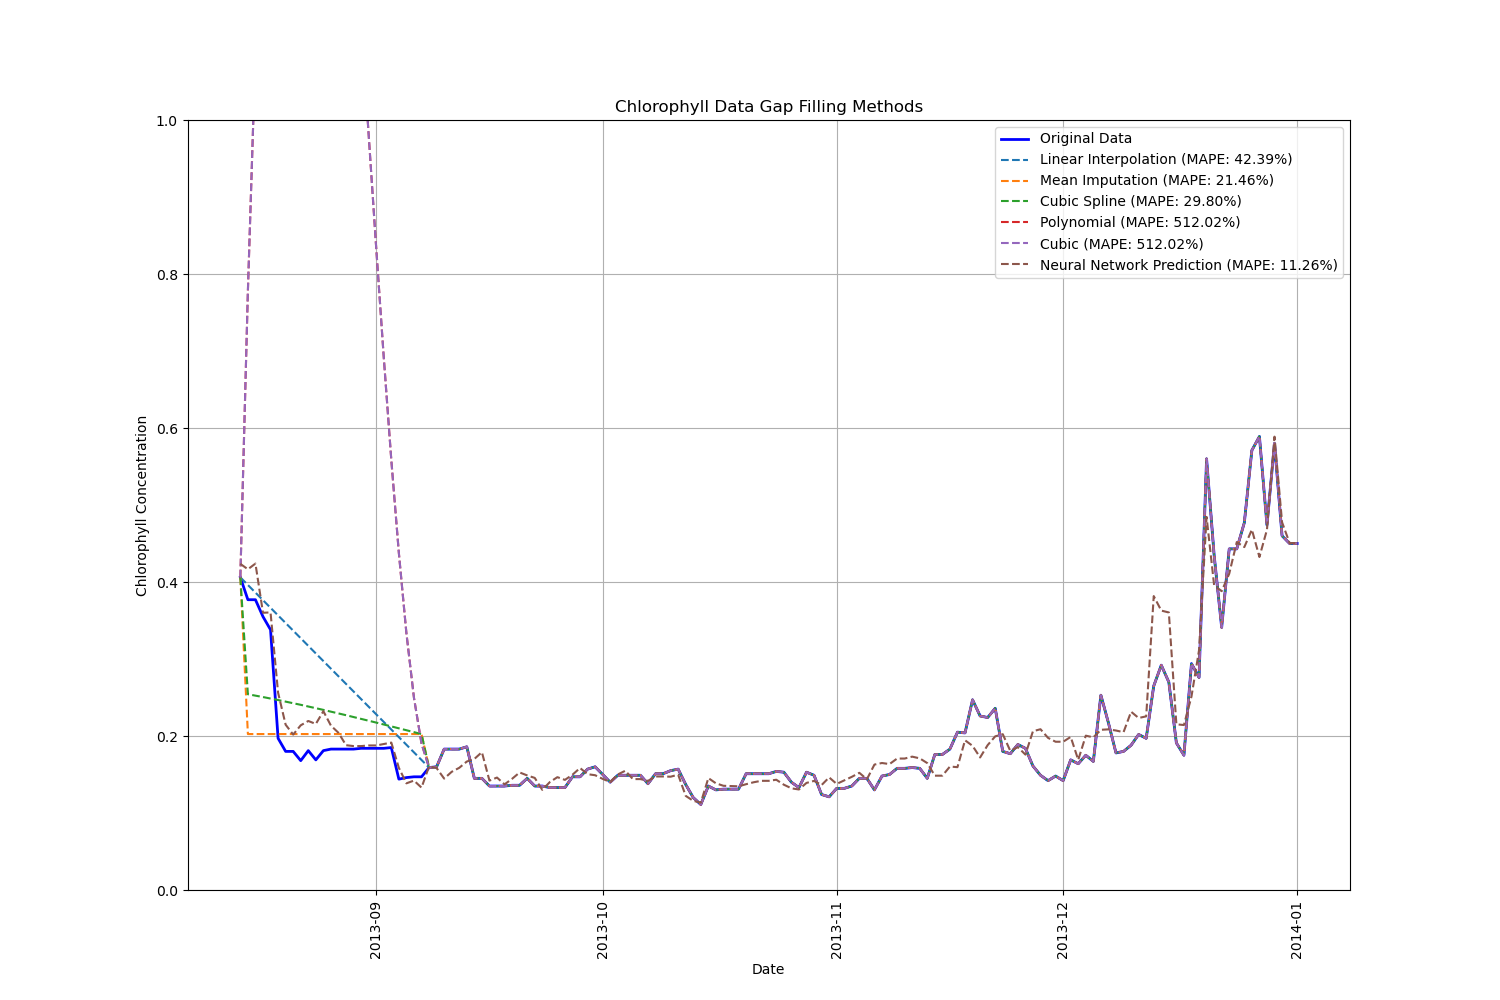 Chlorophyll Data Gap Filling Methods
1.0
0.8
0.6
0.4
0.2
0.0
Chlorophyll Concentration
Original Data
Linear Interpolation (MAPE: 42.39%)
Mean Imputation (MAPE: 21.46%)
Cubic Spline (MAPE: 29.80%)
Polynomial (MAPE: 512.02%)
Cubic (MAPE: 512.02%)
Neural Network Prediction (MAPE: 11.26%)
2013-09
2013-10
2013-11
2013-12
2014-01
Date